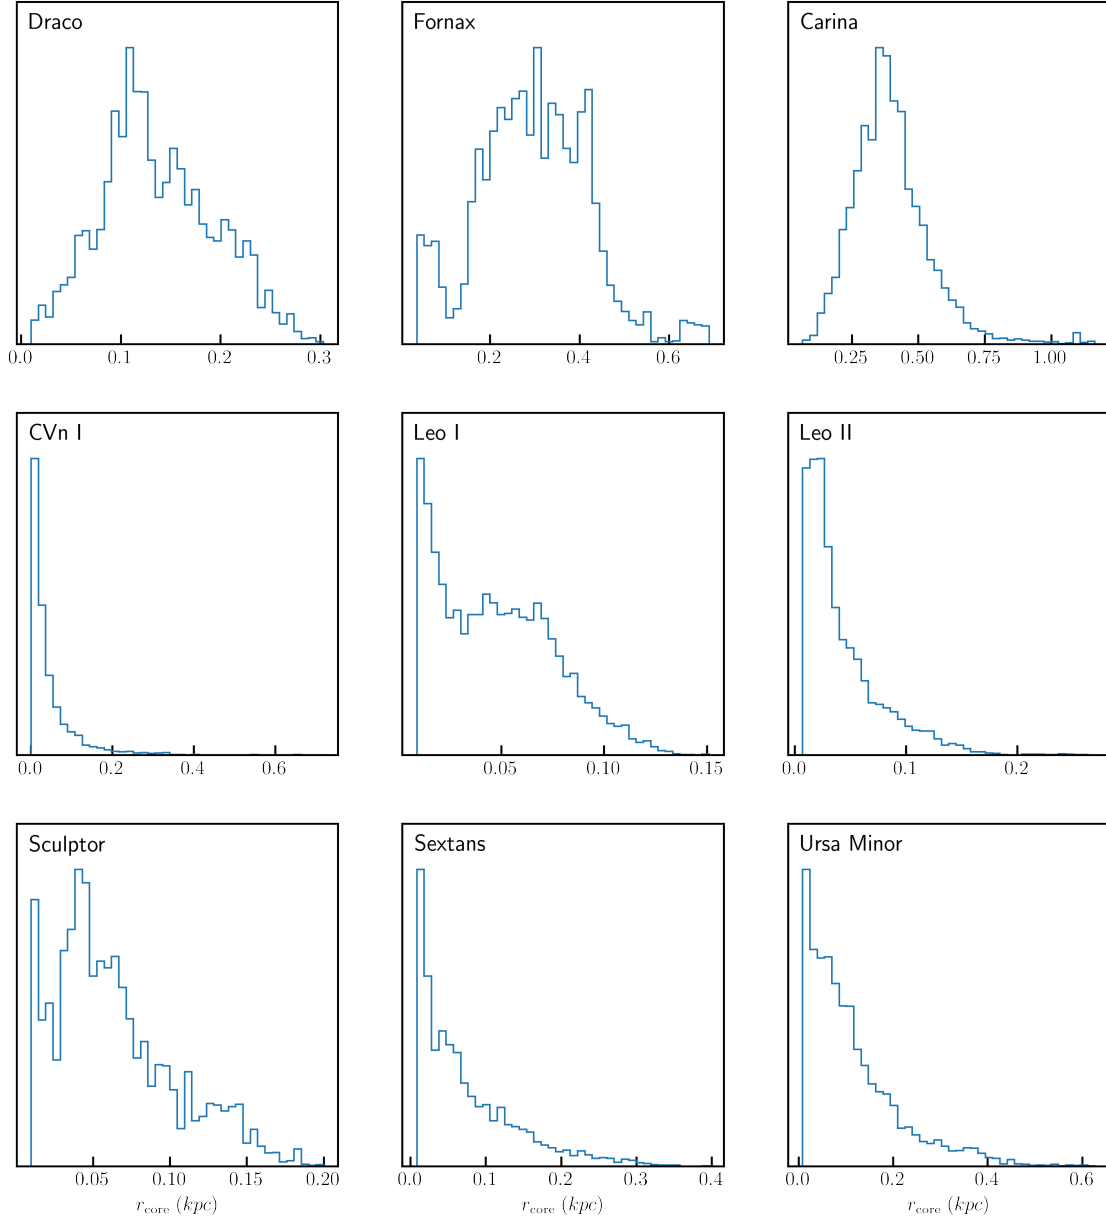 Draco
Fornax
Carina
0.0 0.1 0.2 0.3
0.2 0.4 0.6
0.25 0.50 0.75 1.00
CVn I
Leo I
Leo II
0.0 0.2 0.4 0.6
0.05 0.10 0.15
0.0 0.1 0.2
Sculptor
Sextans
Ursa Minor
0.05 0.10 0.15 0.20
0.0 0.1 0.2 0.3 0.4
0.0 0.2 0.4 0.6
r_core (kpc)
r_core (kpc)
r_core (kpc)